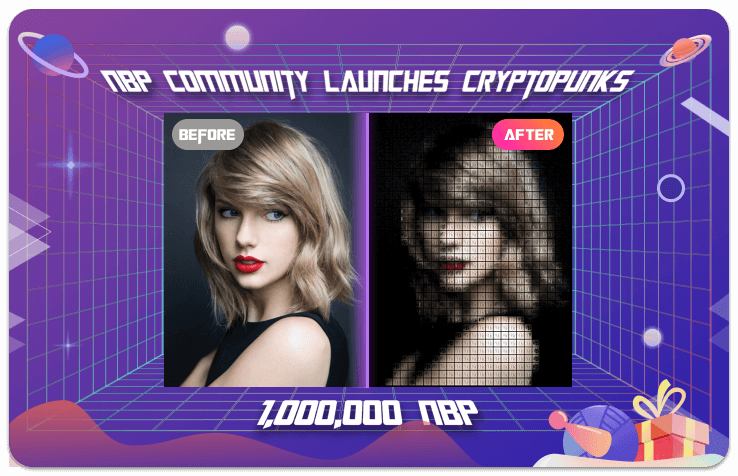 NBP COMMUNITY LAUNCHES CRYPTOPUNKS
BEFORE
AFTER
1,000,000 NBP